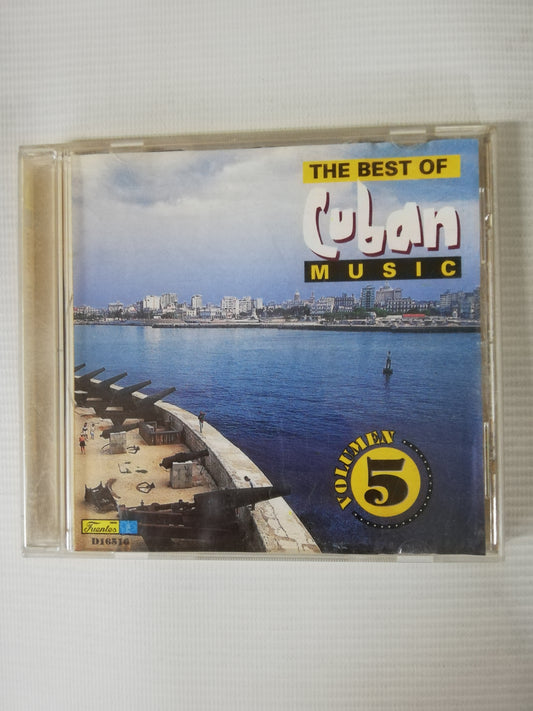 THE BEST OF
Cuban
MUSIC
VOLUMEN
5
Fuentes
D16516